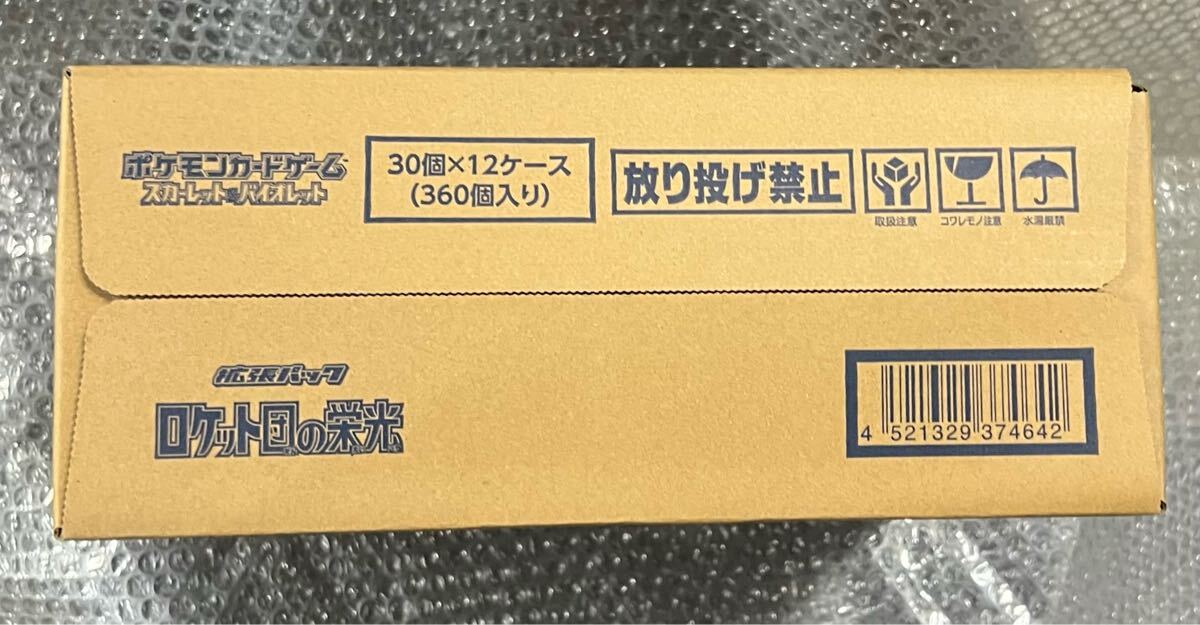 ポケモンカードゲーム
スカーレット&バイオレット
30個×12ケース
(360個入り)
放り投げ禁止
取扱注意
コワレモノ注意
水濡厳禁
拡張パック
ロケット団の栄光
4 521329 374642